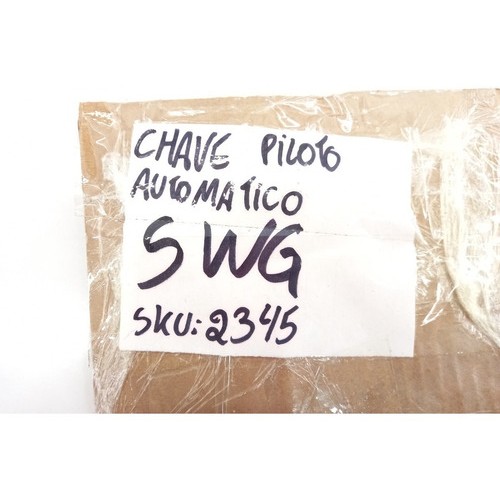 CHAVE PILOTO
AUTOMATICO
SWG
SKU: 2345